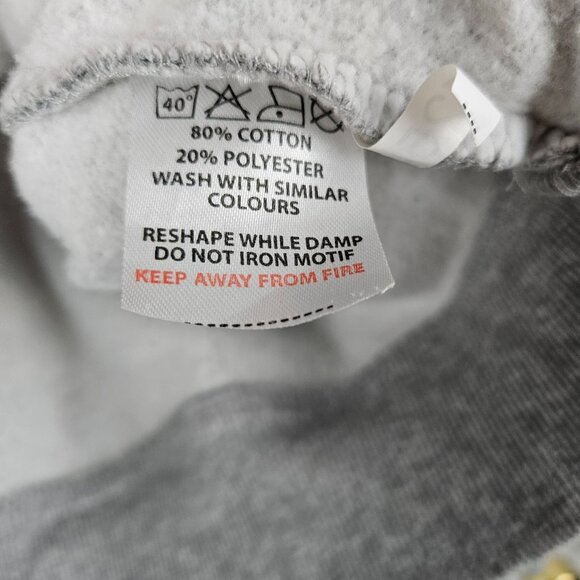 40°
80% COTTON
20% POLYESTER
WASH WITH SIMILAR
COLOURS
RESHAPE WHILE DAMP
DO NOT IRON MOTIF
KEEP AWAY FROM FIRE